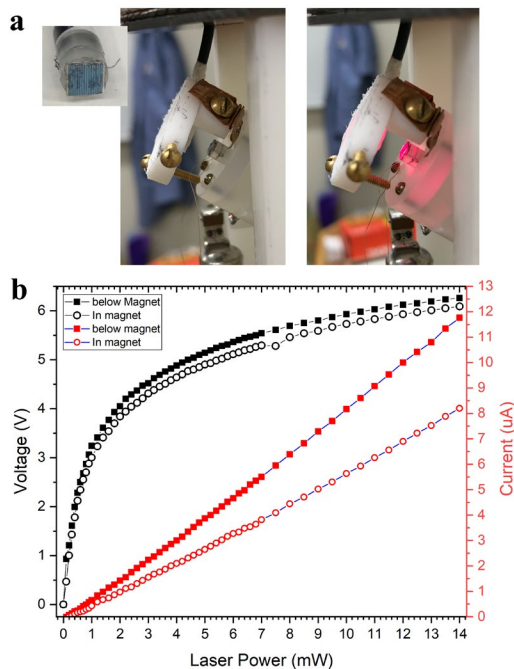 a
b
below Magnet
In magnet
below magnet
In magnet
Voltage (V)
6
5
4
3
2
1
0
Current (uA)
13
12
11
10
9
8
7
6
5
4
3
2
1
0
0 1 2 3 4 5 6 7 8 9 10 11 12 13 14
Laser Power (mW)